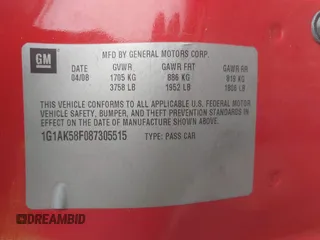 GM
MFD BY GENERAL MOTORS CORP.
DATE GVWR GAWR FRT GAWR RR
04/08 1705 KG 886 KG 819 KG
3758 LB 1952 LB 1806 LB
THIS VEHICLE CONFORMS TO ALL APPLICABLE U.S. FEDERAL MOTOR
VEHICLE SAFETY, BUMPER, AND THEFT PREVENTION STANDARDS
IN EFFECT ON THE DATE OF MANUFACTURE SHOWN ABOVE.
1G1AK58F087305515 TYPE: PASS CAR
DREAMBID